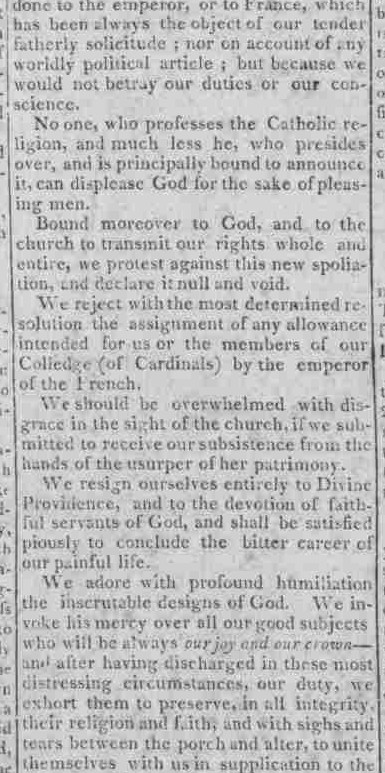 done to the emperor, or to France, which
has been always the object of our tender
fatherly solicitude ; nor on account of any
worldly political article ; but because we
would not betray our duties or our con-
science.
No one, who professes the Catholic re-
ligion, and much less he, who presides
over, and is principally bound to announce
it, can displease God for the sake of pleas-
ing men.
Bound moreover to God, and to the
church to transmit our rights whole and
entire, we protest against this new spolia-
tion, and declare it null and void.
We reject with the most determined re-
solution the assignment of any allowance
intended for us or the members of our
Colledge (of Cardinals) by the emperor
of the French.
We should be overwhelmed with dis-
grace in the sight of the church, if we sub-
mitted to receive our subsistence from the
hands of the usurper of her patrimony.
We resign ourselves entirely to Divine
Providence, and to the devotion of faith-
ful servants of God, and shall be satisfied
piously to conclude the bitter career of
our painful life.
We adore with profound humiliation
the inscrutable designs of God. We in-
voke his mercy over all our good subjects
who will be always our joy and our crown—
and after having discharged in these most
distressing circumstances, our duty, we
exhort them to preserve, in all integrity,
their religion and faith, and with sighs and
tears between the porch and alter, to unite
themselves with us in supplication to the